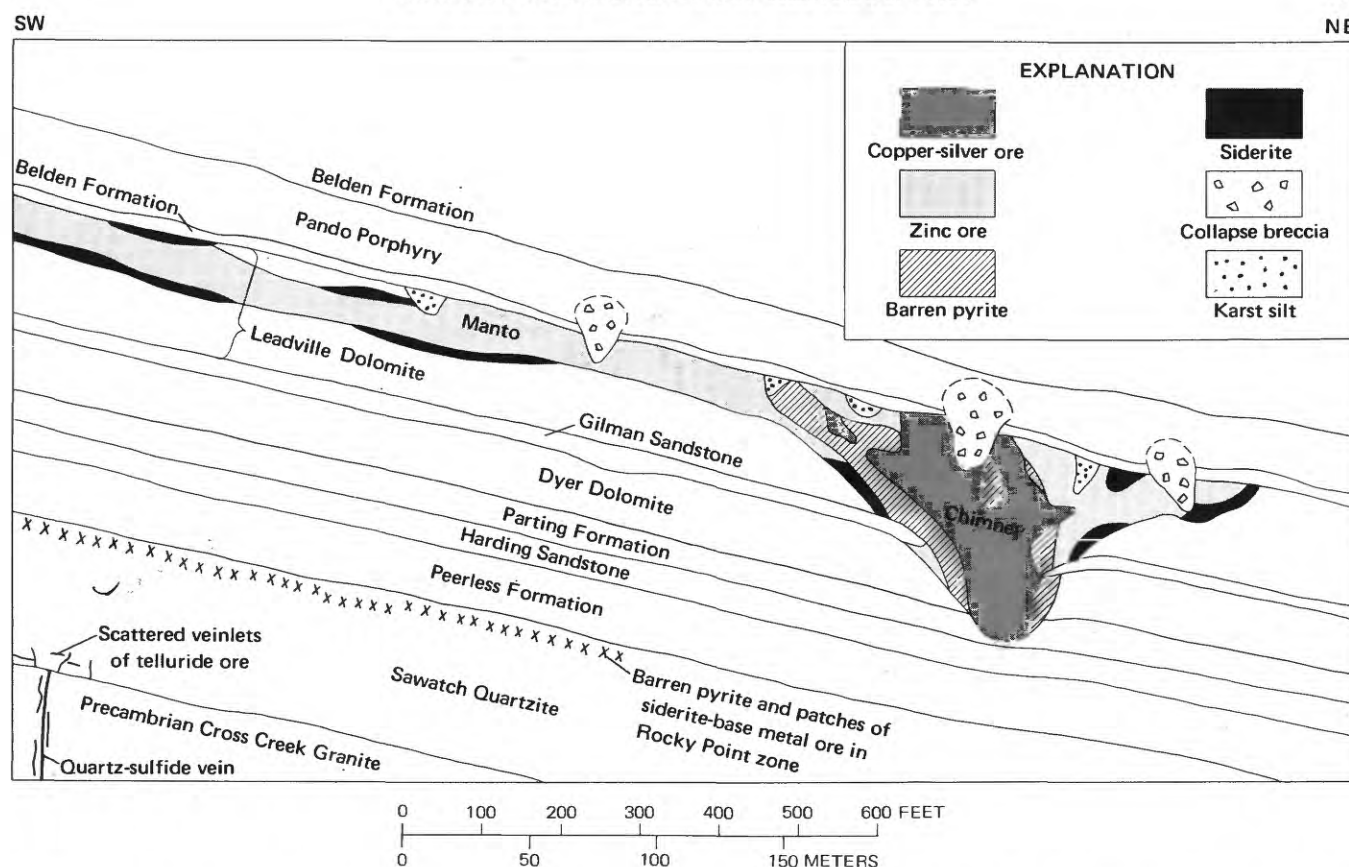 SW
NE
EXPLANATION
Copper-silver ore
Siderite
Zinc ore
Collapse breccia
Barren pyrite
Karst silt
Belden Formation
Belden Formation
Pando Porphyry
Manto
Leadville Dolomite
Gilman Sandstone
Dyer Dolomite
Parting Formation
Harding Sandstone
Peerless Formation
Chimney
x x x x x x x x x x x x x x x x x x x x x x x x x x x x x x x x x x x x
Scattered veinlets
of telluride ore
Sawatch Quartzite
Barren pyrite and patches of
siderite-base metal ore in
Rocky Point zone
Precambrian Cross Creek Granite
Quartz-sulfide vein
0 100 200 300 400 500 600 FEET
0 50 100 150 METERS